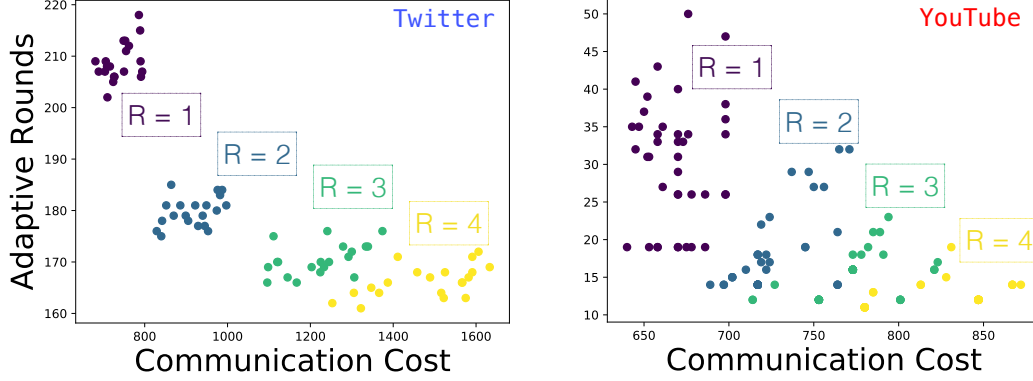 Twitter
Adaptive Rounds
220
210
200
190
180
170
160
R = 1
R = 2
R = 3
R = 4
800
1000
1200
1400
1600
Communication Cost
YouTube
50
45
40
35
30
25
20
15
10
R = 1
R = 2
R = 3
R = 4
650
700
750
800
850
Communication Cost